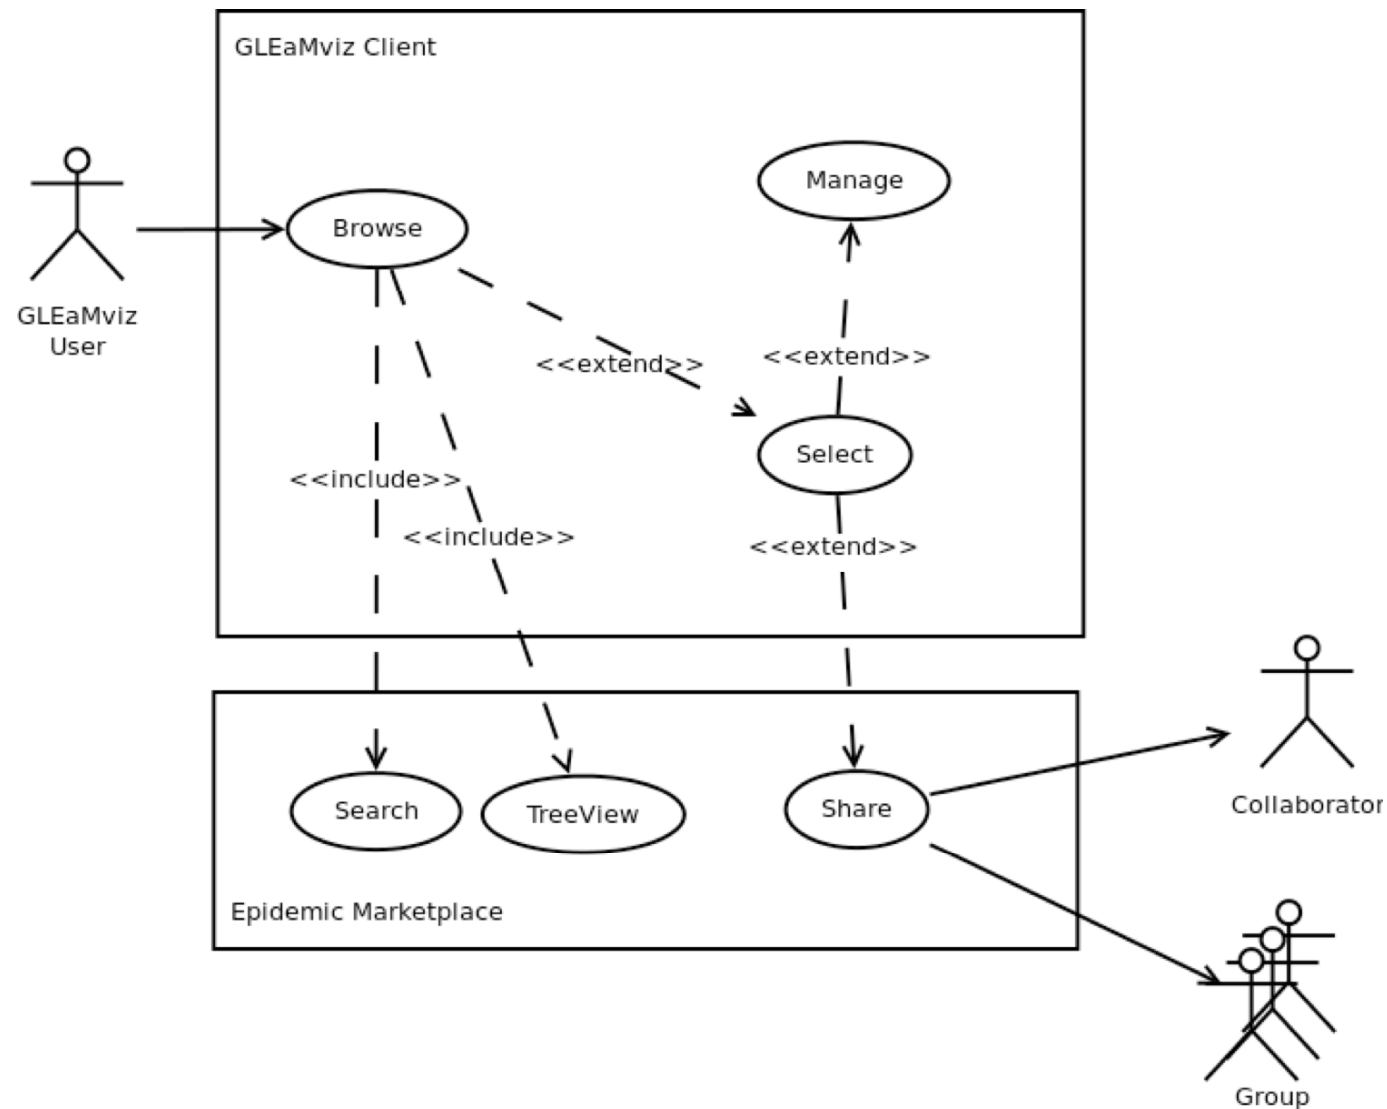 GLEaMviz Client
Manage
Browse
GLEaMviz
User
<<extend>>
<<extend>>
Select
<<include>>
<<include>>
<<extend>>
Search
TreeView
Share
Collaborator
Epidemic Marketplace
Group